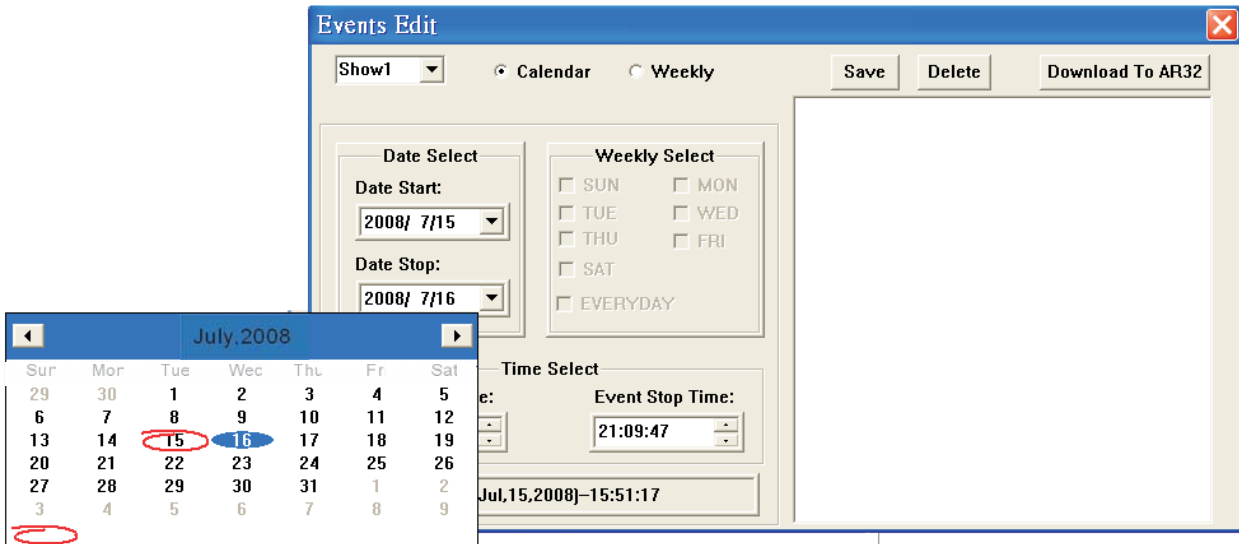 Events Edit
Show1 Calendar Weekly Save Delete Download To AR32
Date Select
Date Start:
2008/ 7/15
Date Stop:
2008/ 7/16
Weekly Select
SUN MON
TUE WED
THU FRI
SAT
EVERYDAY
July,2008
Sun Mon Tue Wed Thu Fri Sat
29 30 1 2 3 4 5
6 7 8 9 10 11 12
13 14 15 16 17 18 19
20 21 22 23 24 25 26
27 28 29 30 31 1 2
3 4 5 6 7 8 9
Time Select
e: Event Stop Time:
21:09:47
Jul,15,2008)–15:51:17